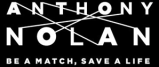 ANTHONY
NOLAN
BE A MATCH, SAVE A LIFE